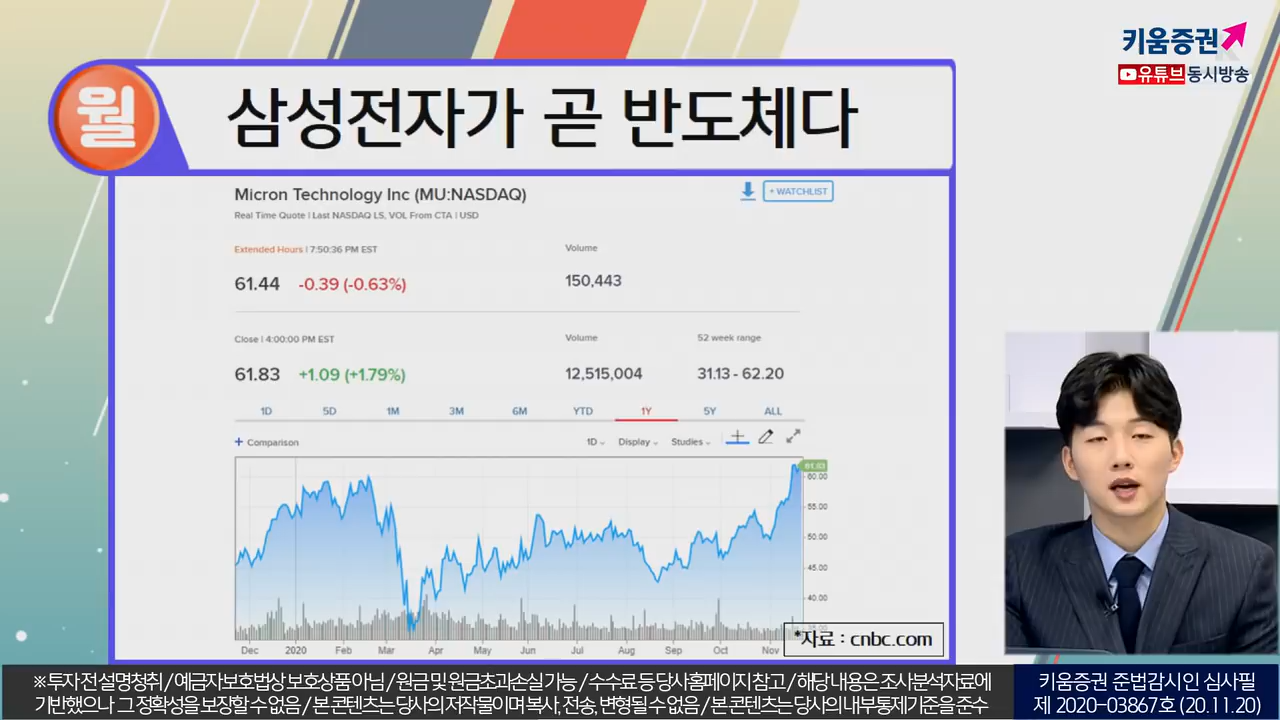 키움증권
유튜브 동시방송
월
삼성전자가 곧 반도체다
Micron Technology Inc (MU:NASDAQ)
+ WATCHLIST
Real Time Quote | Last NASDAQ LS, VOL From CTA | USD
Extended Hours | 7:50:36 PM EST
Volume
61.44 -0.39 (-0.63%)
150,443
Close | 4:00:00 PM EST
Volume
52 week range
61.83 +1.09 (+1.79%)
12,515,004
31.13 - 62.20
1D 5D 1M 3M 6M YTD 1Y 5Y ALL
+ Comparison
1D Display Studies
61.83
60.00
55.00
50.00
45.00
40.00
Dec 2020 Feb Mar Apr May Jun Jul Aug Sep Oct Nov
*자료 : cnbc.com
※ 투자 전 설명청취 / 예금자보호법상 보호상품 아님 / 원금 및 원금초과손실 가능 / 수수료 등 당사홈페이지 참고 / 해당 내용은 조사분석자료에
기반했으나 그 정확성을 보장할 수 없음 / 본 콘텐츠는 당사의 저작물이며 복사, 전송, 변형될 수 없음 / 본 콘텐츠는 당사의 내부통제기준을 준수
키움증권 준법감시인 심사필
제 2020-03867호 (20.11.20)